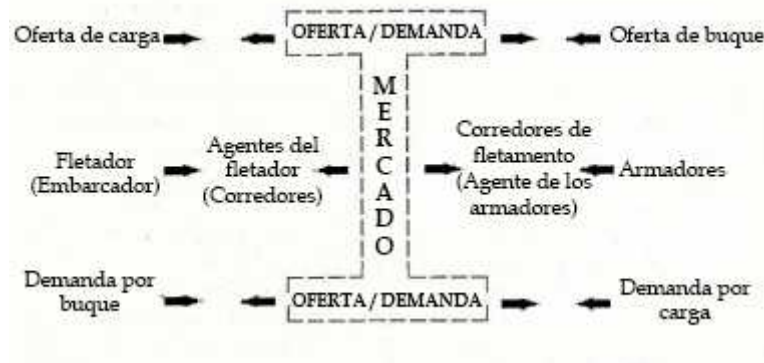 Oferta de carga
OFERTA/DEMANDA
Oferta de buque
MERCADO
Fletador
(Embarcador)
Agentes del
fletador
(Corredores)
Corredores de
fletamento
(Agente de los
armadores)
Armadores
Demanda por
buque
OFERTA/DEMANDA
Demanda por
carga